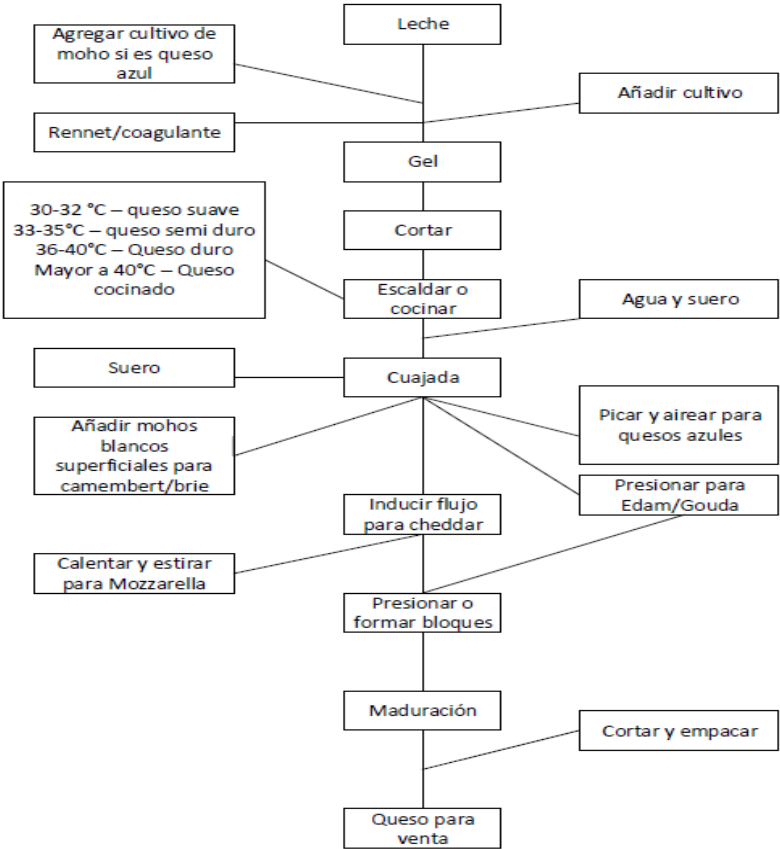 Leche
Agregar cultivo de
moho si es queso
azul
Añadir cultivo
Rennet/coagulante
Gel
30-32 °C – queso suave
33-35°C – queso semi duro
36-40°C – Queso duro
Mayor a 40°C – Queso
cocinado
Cortar
Escaldar o
cocinar
Agua y suero
Suero
Cuajada
Picar y airear para
quesos azules
Añadir mohos
blancos
superficiales para
camembert/brie
Presionar para
Edam/Gouda
Inducir flujo
para cheddar
Calentar y estirar
para Mozzarella
Presionar o
formar bloques
Maduración
Cortar y empacar
Queso para
venta